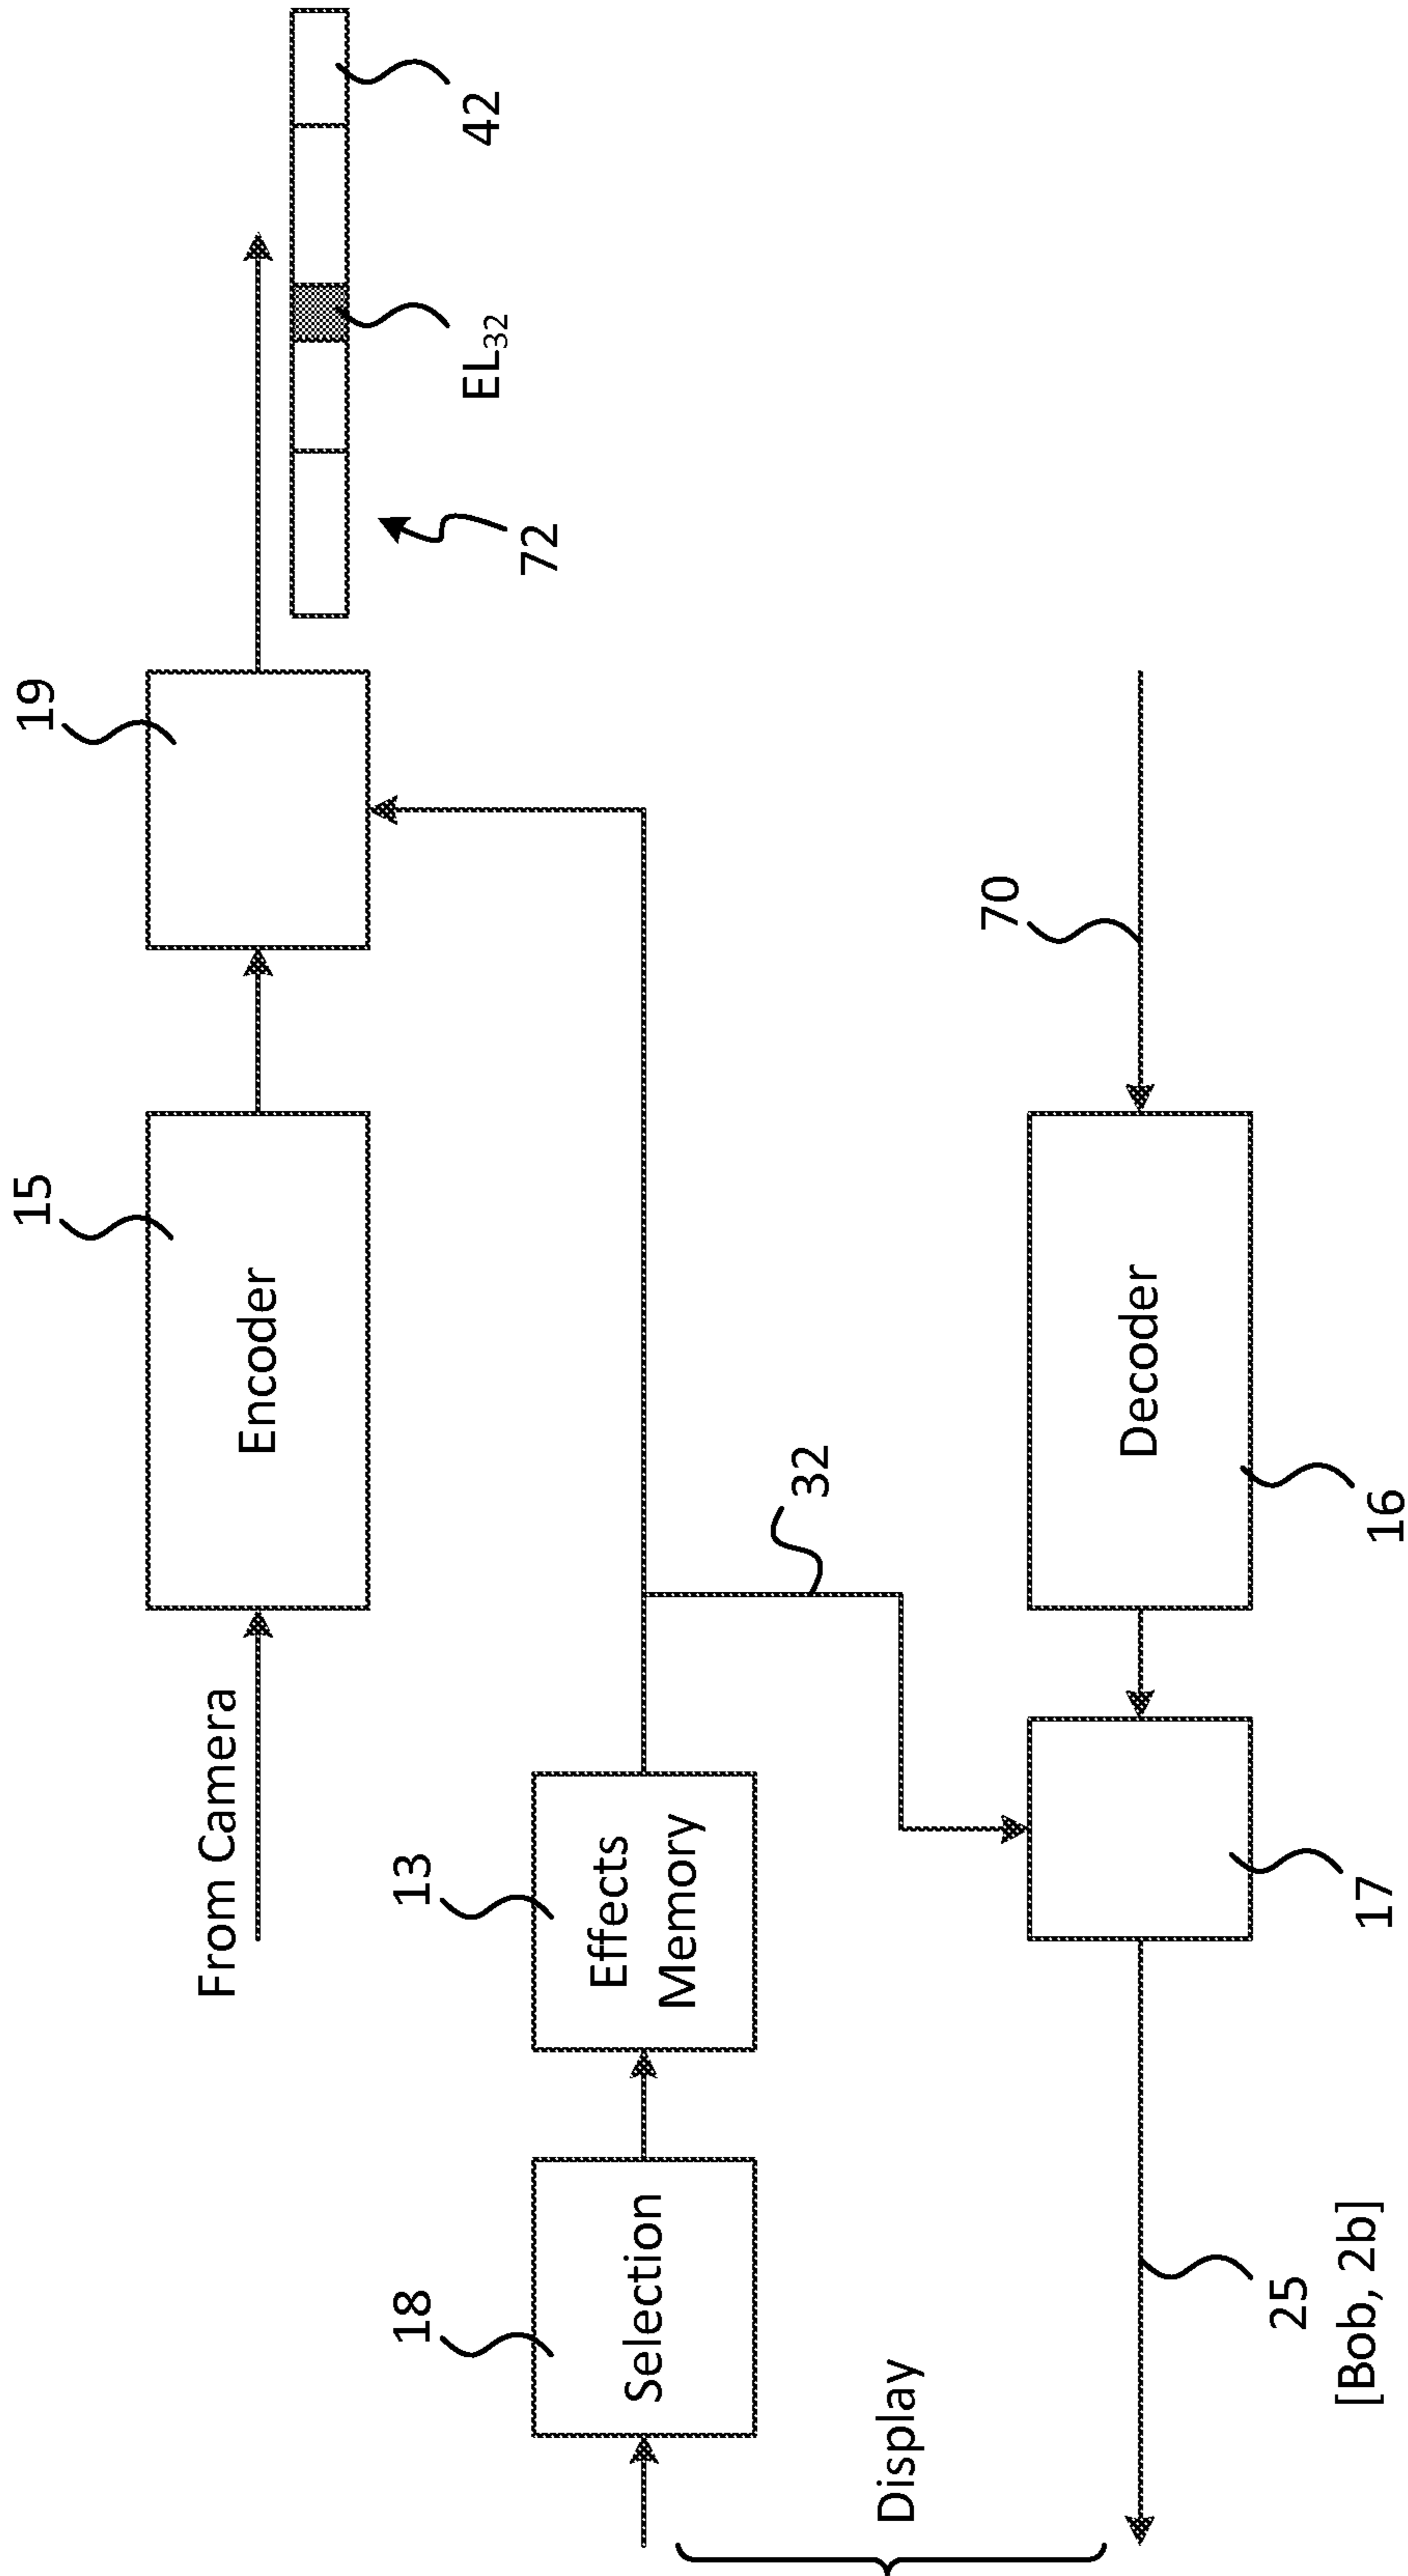 15
19
From Camera
Encoder
42
EL32
72
18
13
Selection
Effects
Memory
32
70
Display
Decoder
25
[Bob, 2b]
17
16